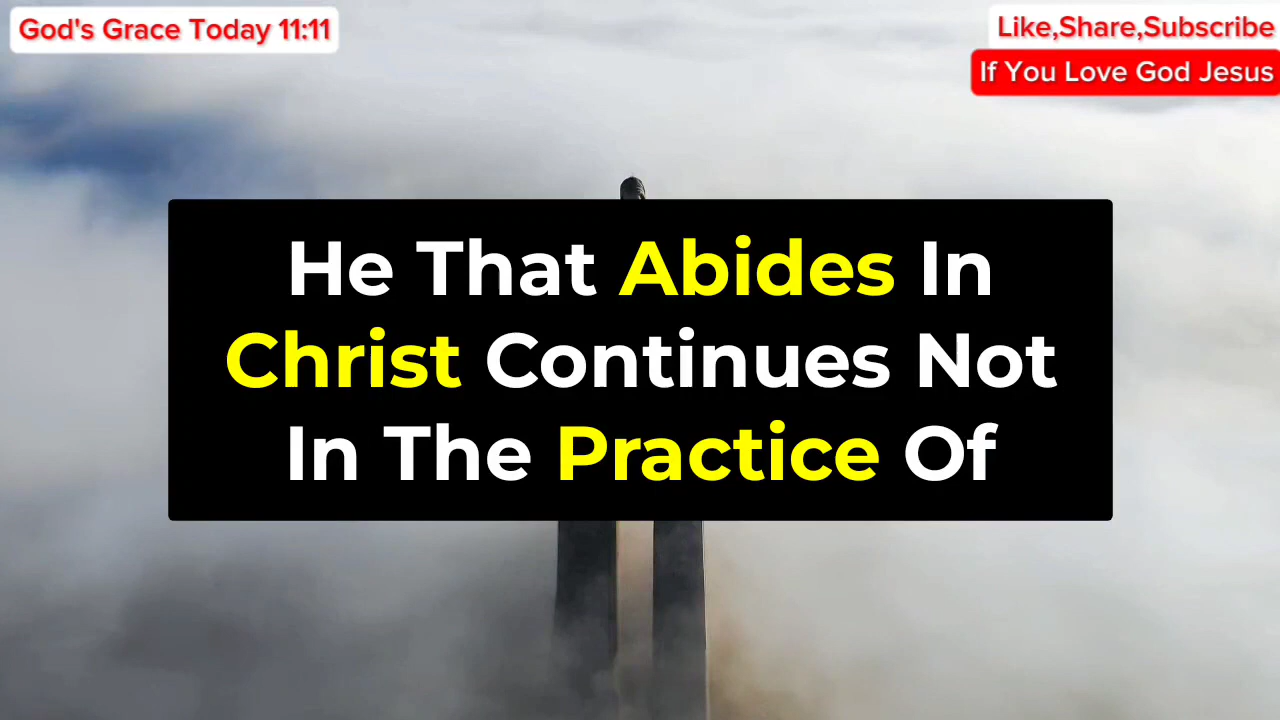 God's Grace Today 11:11
Like,Share,Subscribe
If You Love God Jesus
He That Abides In
Christ Continues Not
In The Practice Of